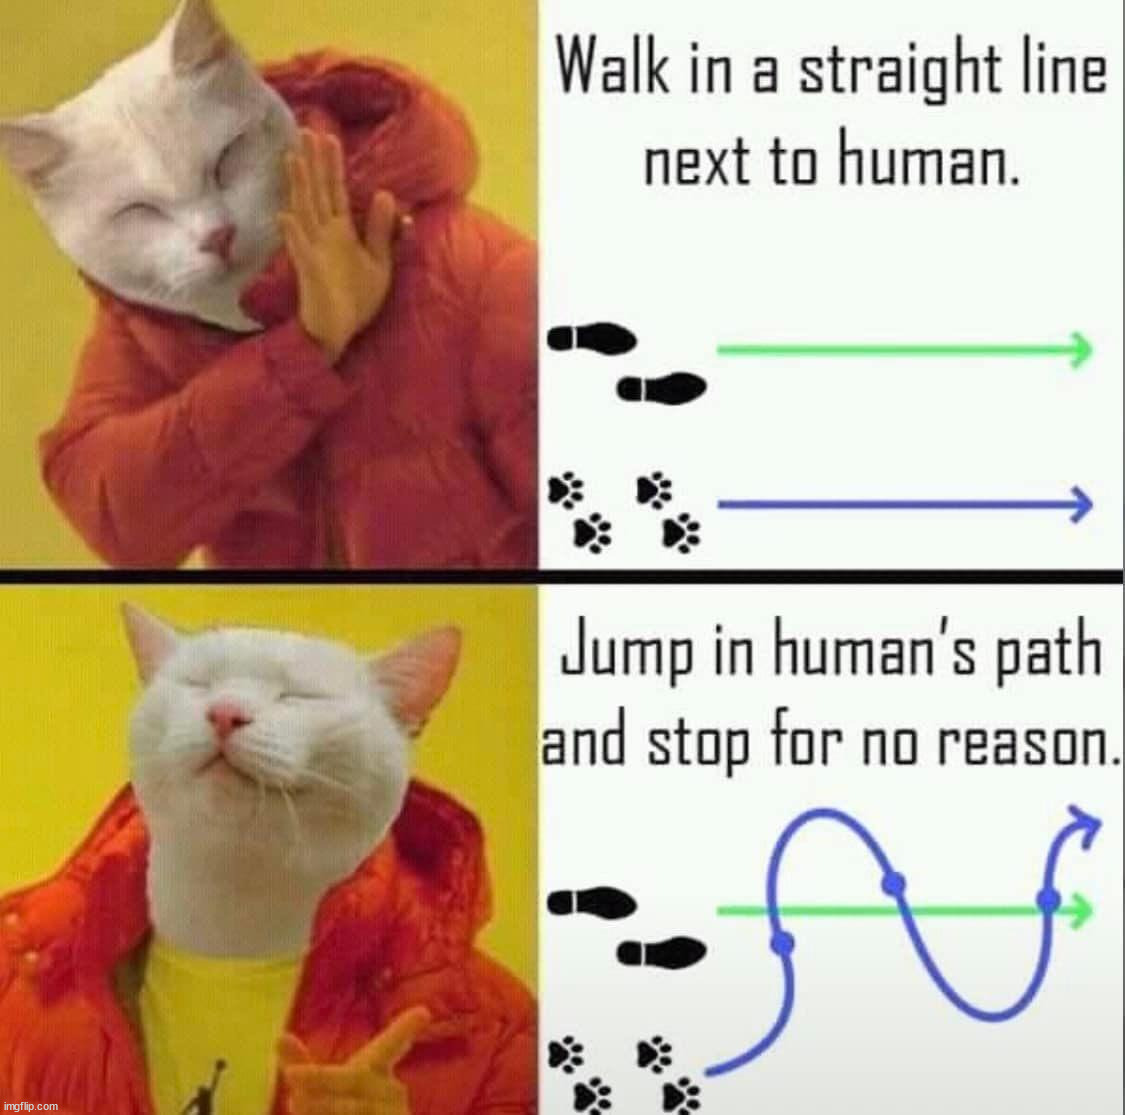 Walk in a straight line
next to human.
Jump in human's path
and stop for no reason.
imgflip.com